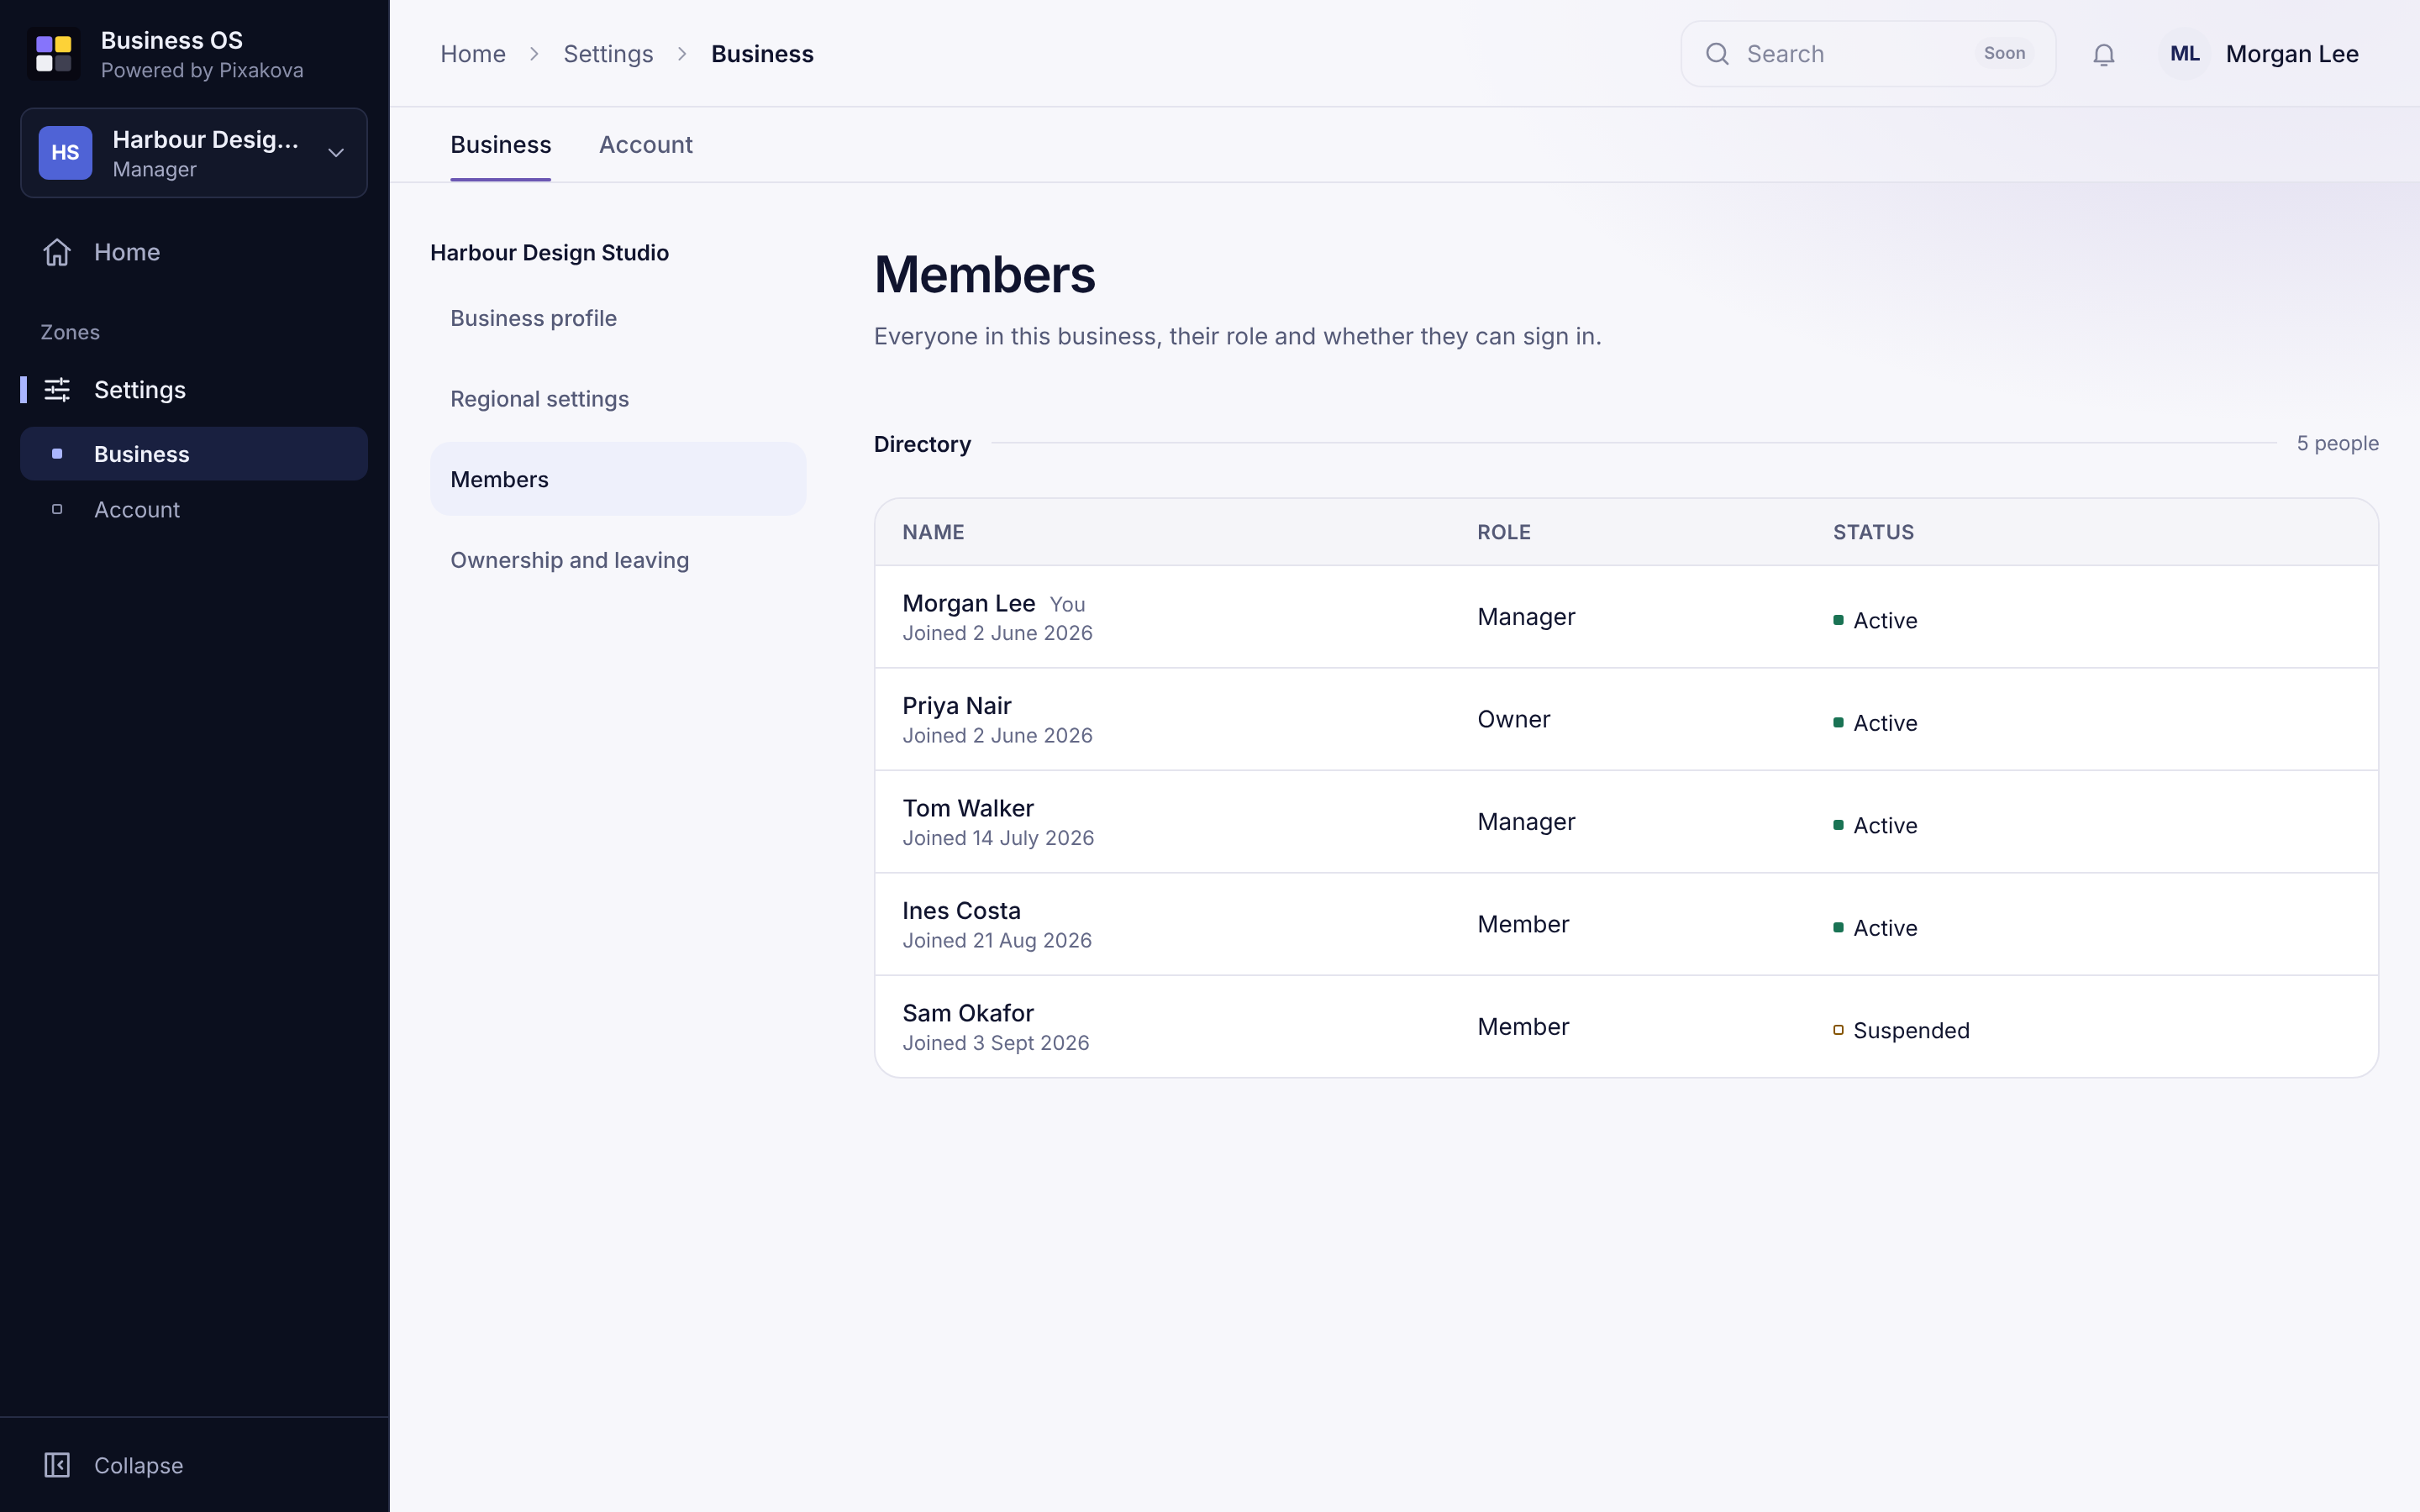 Business OS
Powered by Pixakova
HS
Harbour Desig...
Manager
Home
Zones
Settings
Business
Account
Collapse
Home > Settings > Business
Search
Soon
ML
Morgan Lee
Business
Account
Harbour Design Studio
Business profile
Regional settings
Members
Ownership and leaving
Members
Everyone in this business, their role and whether they can sign in.
Directory
5 people
NAME ROLE STATUS
Morgan Lee You
Joined 2 June 2026
Manager
Active
Priya Nair
Joined 2 June 2026
Owner
Active
Tom Walker
Joined 14 July 2026
Manager
Active
Ines Costa
Joined 21 Aug 2026
Member
Active
Sam Okafor
Joined 3 Sept 2026
Member
Suspended